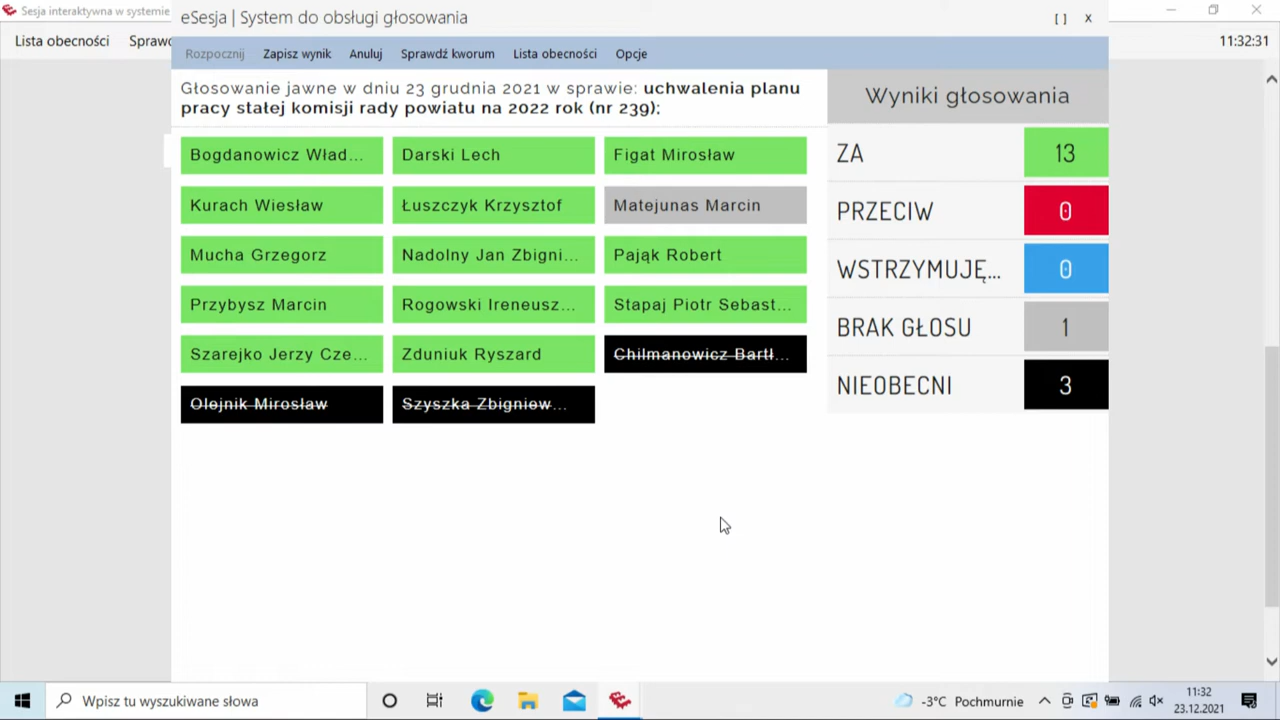 Sesja interaktywna w systemie
eSesja | System do obsługi głosowania
[ ] x
Lista obecności
11:32:31
Rozpocznij Zapisz wynik Anuluj Sprawdź kworum Lista obecności Opcje
Głosowanie jawne w dniu 23 grudnia 2021 w sprawie: uchwalenia planu
pracy stałej komisji rady powiatu na 2022 rok (nr 239);
Wyniki głosowania
Bogdanowicz Wład... Darski Lech Figat Mirosław
Kurach Wiesław Łuszczyk Krzysztof Matejunas Marcin
Mucha Grzegorz Nadolny Jan Zbigni... Pająk Robert
Przybysz Marcin Rogowski Ireneusz... Stapaj Piotr Sebast...
Szarejko Jerzy Cze... Zduniuk Ryszard Chilmanowicz Bartł...
Olejnik Mirosław Szyszka Zbigniew...
ZA 13
PRZECIW 0
WSTRZYMUJĘ... 0
BRAK GŁOSU 1
NIEOBECNI 3
Wpisz tu wyszukiwane słowa
-3°C Pochmurnie
11:32
23.12.2021